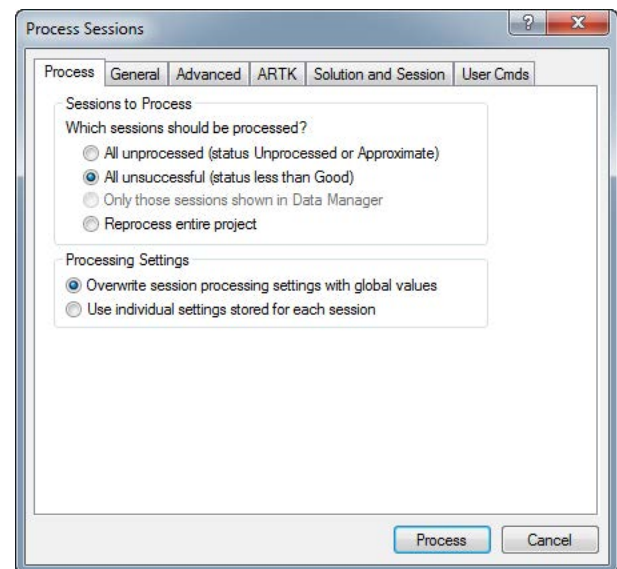 Process Sessions
Process General Advanced ARTK Solution and Session User Cmds
Sessions to Process
Which sessions should be processed?
All unprocessed (status Unprocessed or Approximate)
All unsuccessful (status less than Good)
Only those sessions shown in Data Manager
Reprocess entire project
Processing Settings
Overwrite session processing settings with global values
Use individual settings stored for each session
Process Cancel